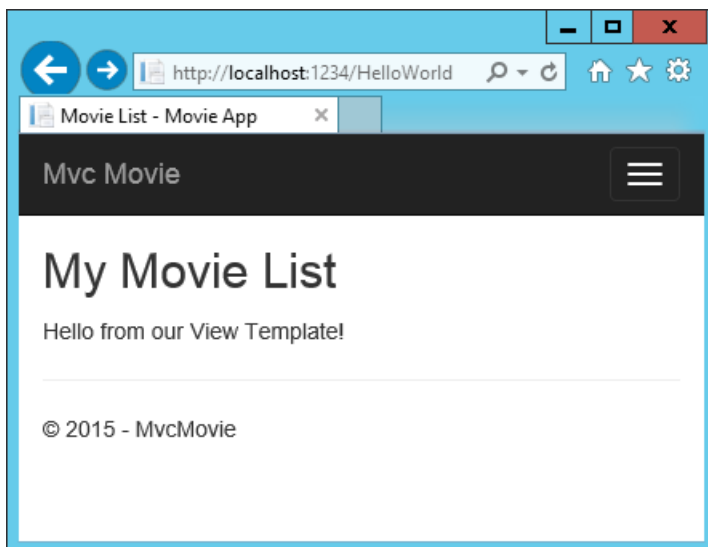 http://localhost:1234/HelloWorld
Movie List - Movie App
Mvc Movie
My Movie List
Hello from our View Template!
© 2015 - MvcMovie